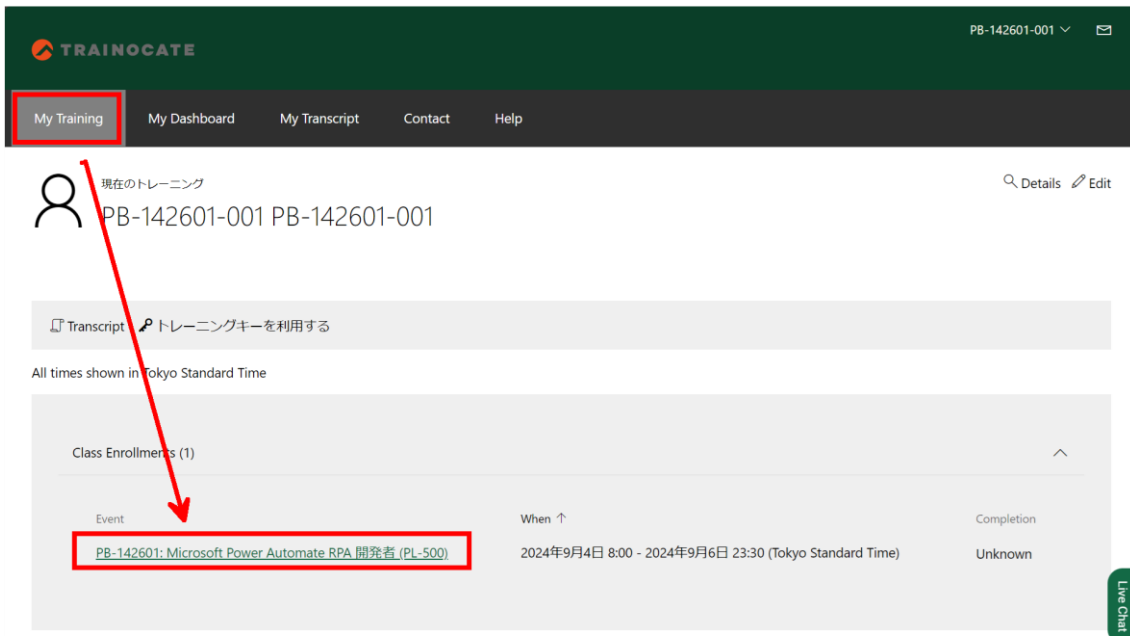 PB-142601-001
TRAINOCATE
My Training My Dashboard My Transcript Contact Help
現在のトレーニング
Details Edit
PB-142601-001 PB-142601-001
Transcript トレーニングキーを利用する
All times shown in Tokyo Standard Time
Class Enrollments (1)
Event When ↑ Completion
PB-142601: Microsoft Power Automate RPA 開発者 (PL-500) 2024年9月4日 8:00 - 2024年9月6日 23:30 (Tokyo Standard Time) Unknown
Live Chat